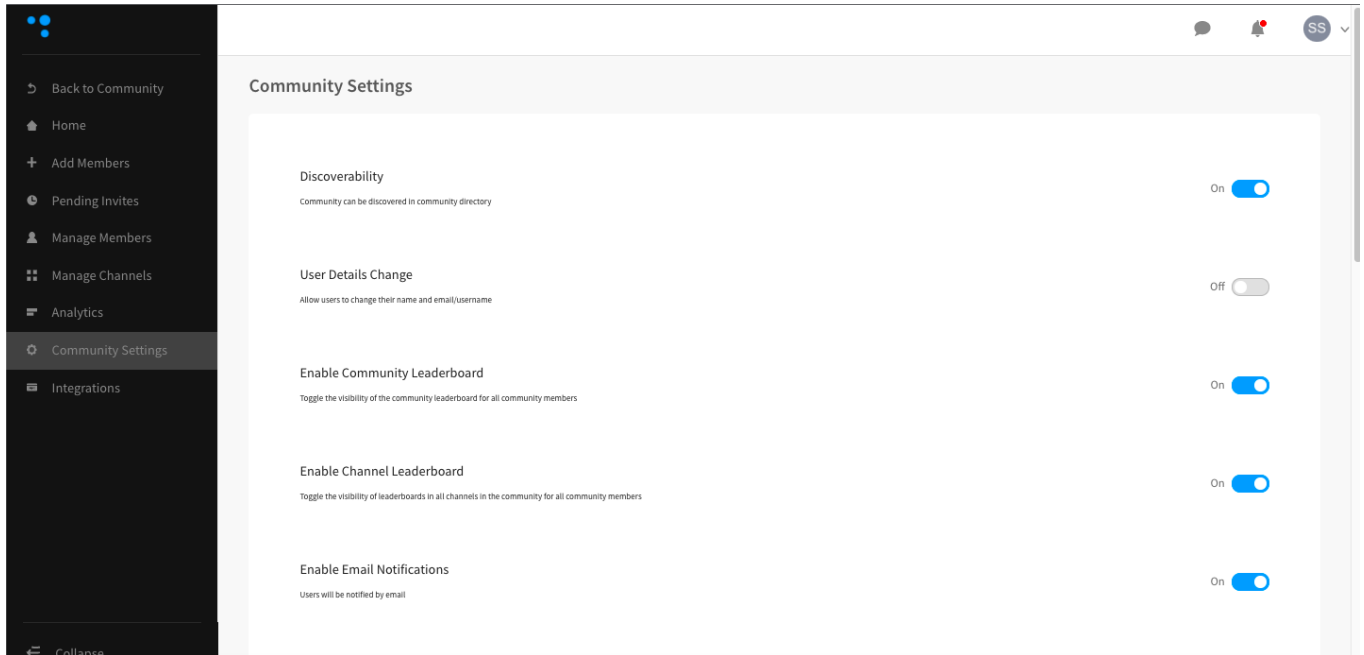 SS
Back to Community
Home
Add Members
Pending Invites
Manage Members
Manage Channels
Analytics
Community Settings
Integrations
Collapse
Community Settings
Discoverability
Community can be discovered in community directory
On
User Details Change
Allow users to change their name and email/username
Off
Enable Community Leaderboard
Toggle the visibility of the community leaderboard for all community members
On
Enable Channel Leaderboard
Toggle the visibility of leaderboards in all channels in the community for all community members
On
Enable Email Notifications
Users will be notified by email
On